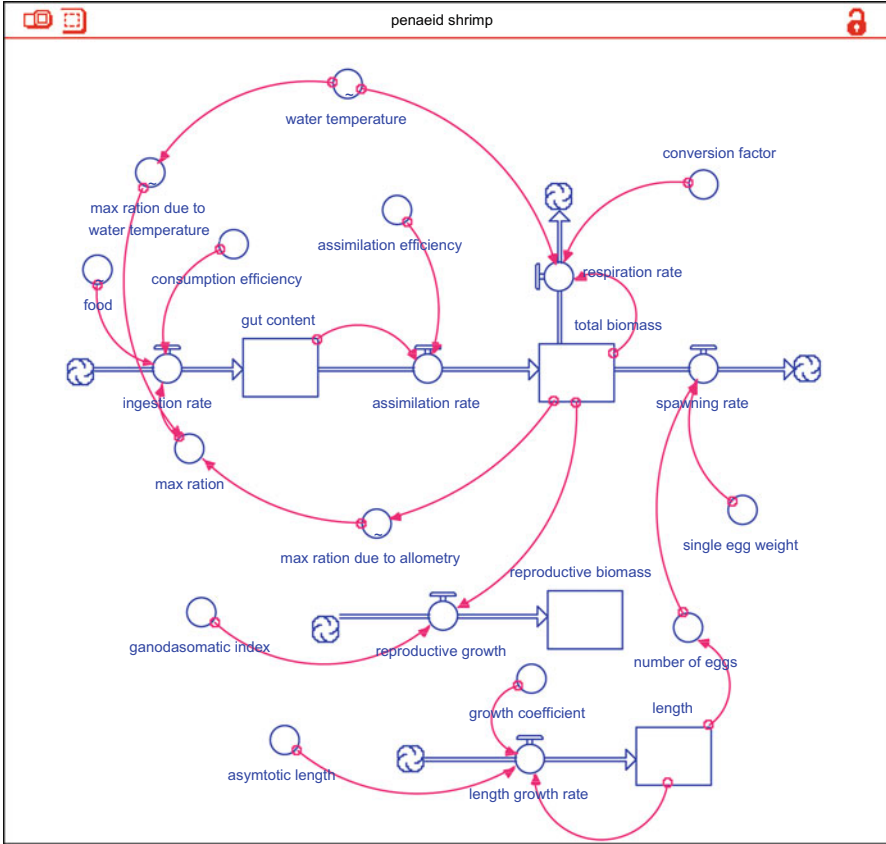 penaeid shrimp
water temperature
conversion factor
max ration due to
water temperature
assimilation efficiency
consumption efficiency
respiration rate
food
gut content
total biomass
ingestion rate
assimilation rate
spawning rate
max ration
max ration due to allometry
single egg weight
reproductive biomass
ganodasomatic index
reproductive growth
number of eggs
growth coefficient
length
asymtotic length
length growth rate